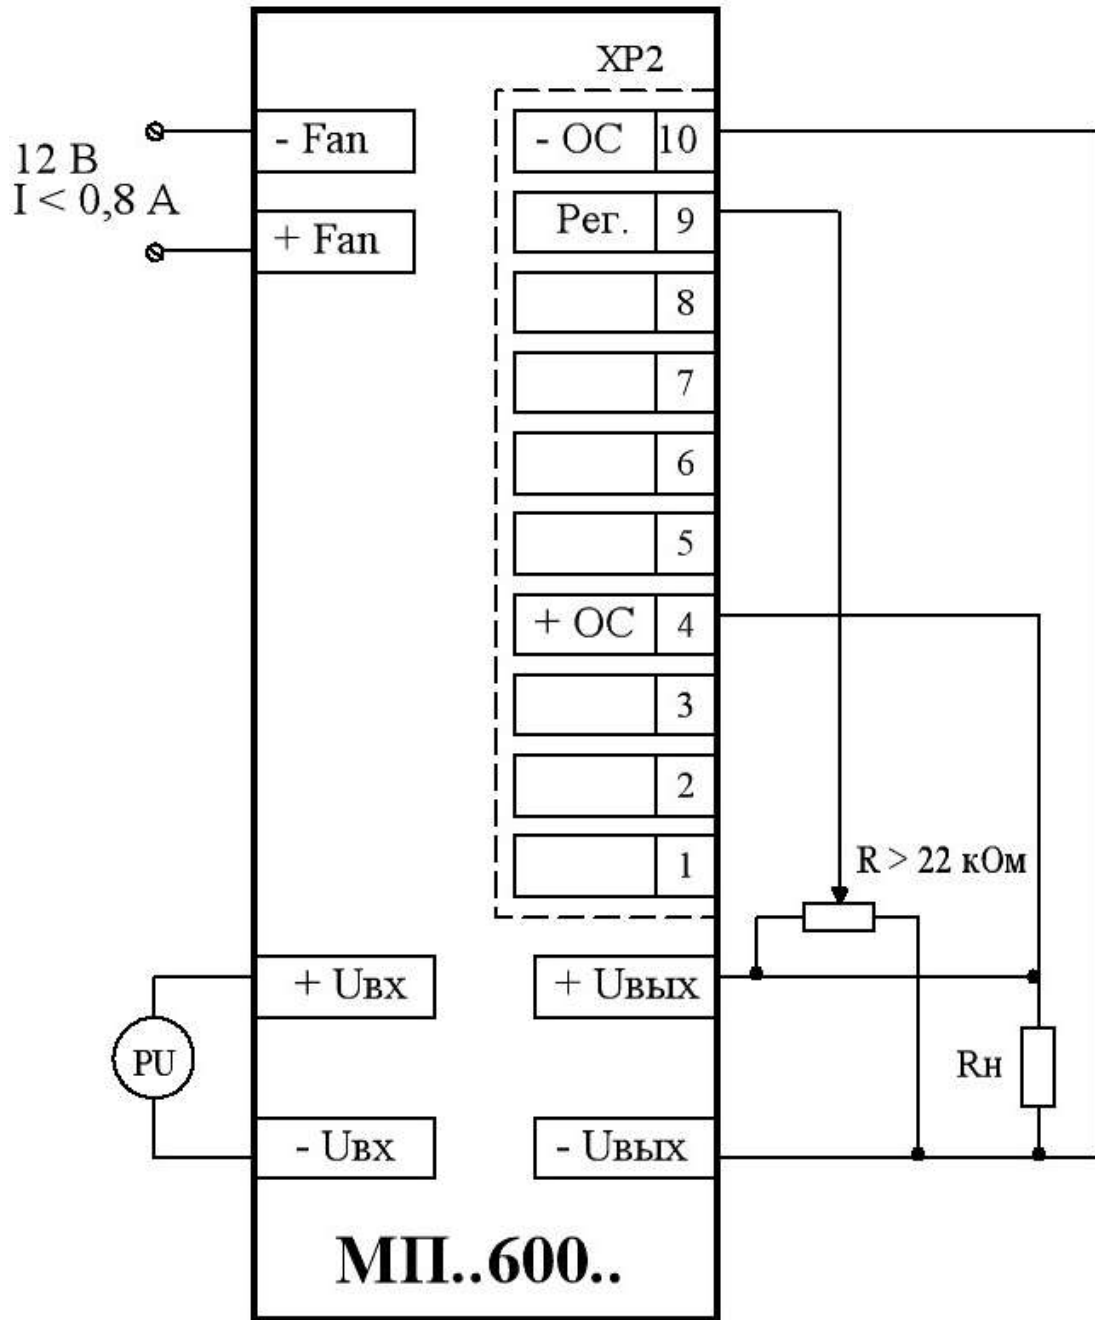 XP2
12 В
I < 0,8 А
- Fan
+ Fan
- ОС 10
Рег. 9
8
7
6
5
+ ОС 4
3
2
1
R > 22 кОм
+ Uвх
+ Uвых
PU
Rн
- Uвх
- Uвых
МП..600..